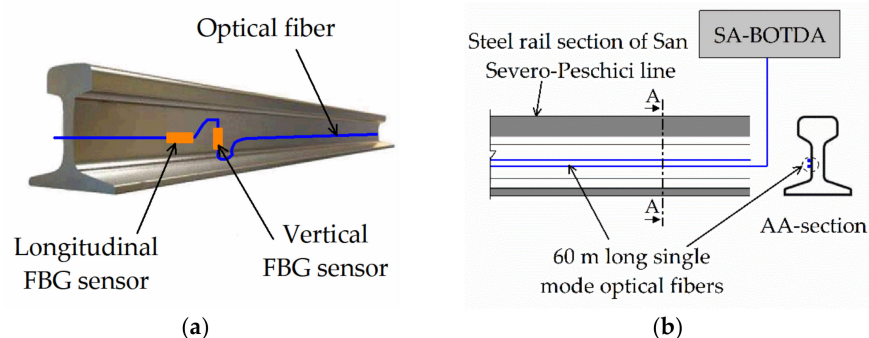 Optical fiber
Longitudinal
FBG sensor
Vertical
FBG sensor
(a)
SA-BOTDA
Steel rail section of San
Severo-Peschici line
A
A
AA-section
60 m long single
mode optical fibers
(b)